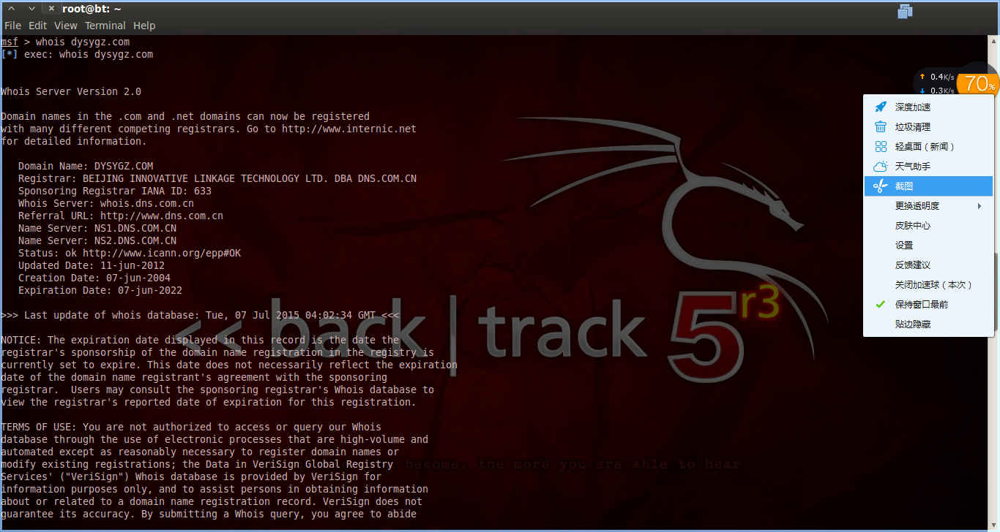 root@bt: ~
File Edit View Terminal Help
msf > whois dysygz.com
[*] exec: whois dysygz.com
Whois Server Version 2.0
Domain names in the .com and .net domains can now be registered
with many different competing registrars. Go to http://www.internic.net
for detailed information.
Domain Name: DYSYGZ.COM
Registrar: BEIJING INNOVATIVE LINKAGE TECHNOLOGY LTD. DBA DNS.COM.CN
Sponsoring Registrar IANA ID: 633
Whois Server: whois.dns.com.cn
Referral URL: http://www.dns.com.cn
Name Server: NS1.DNS.COM.CN
Name Server: NS2.DNS.COM.CN
Status: ok http://www.icann.org/epp#OK
Updated Date: 11-jun-2012
Creation Date: 07-jun-2004
Expiration Date: 07-jun-2022
>>> Last update of whois database: Tue, 07 Jul 2015 04:02:34 GMT <<<
NOTICE: The expiration date displayed in this record is the date the
registrar's sponsorship of the domain name registration in the registry is
currently set to expire. This date does not necessarily reflect the expiration
date of the domain name registrant's agreement with the sponsoring
registrar.  Users may consult the sponsoring registrar's Whois database to
view the registrar's reported date of expiration for this registration.
TERMS OF USE: You are not authorized to access or query our Whois
database through the use of electronic processes that are high-volume and
automated except as reasonably necessary to register domain names or
modify existing registrations; the Data in VeriSign Global Registry
Services' ("VeriSign") Whois database is provided by VeriSign for
information purposes only, and to assist persons in obtaining information
about or related to a domain name registration record. VeriSign does not
guarantee its accuracy. By submitting a Whois query, you agree to abide
<< back | track 5 r3
become, the more you are able to hear
0.4K/s
0.3K/s
70%
深度加速
垃圾清理
轻桌面（新闻）
天气助手
截图
更换透明度
皮肤中心
设置
反馈建议
关闭加速球（本次）
保持窗口最前
贴边隐藏